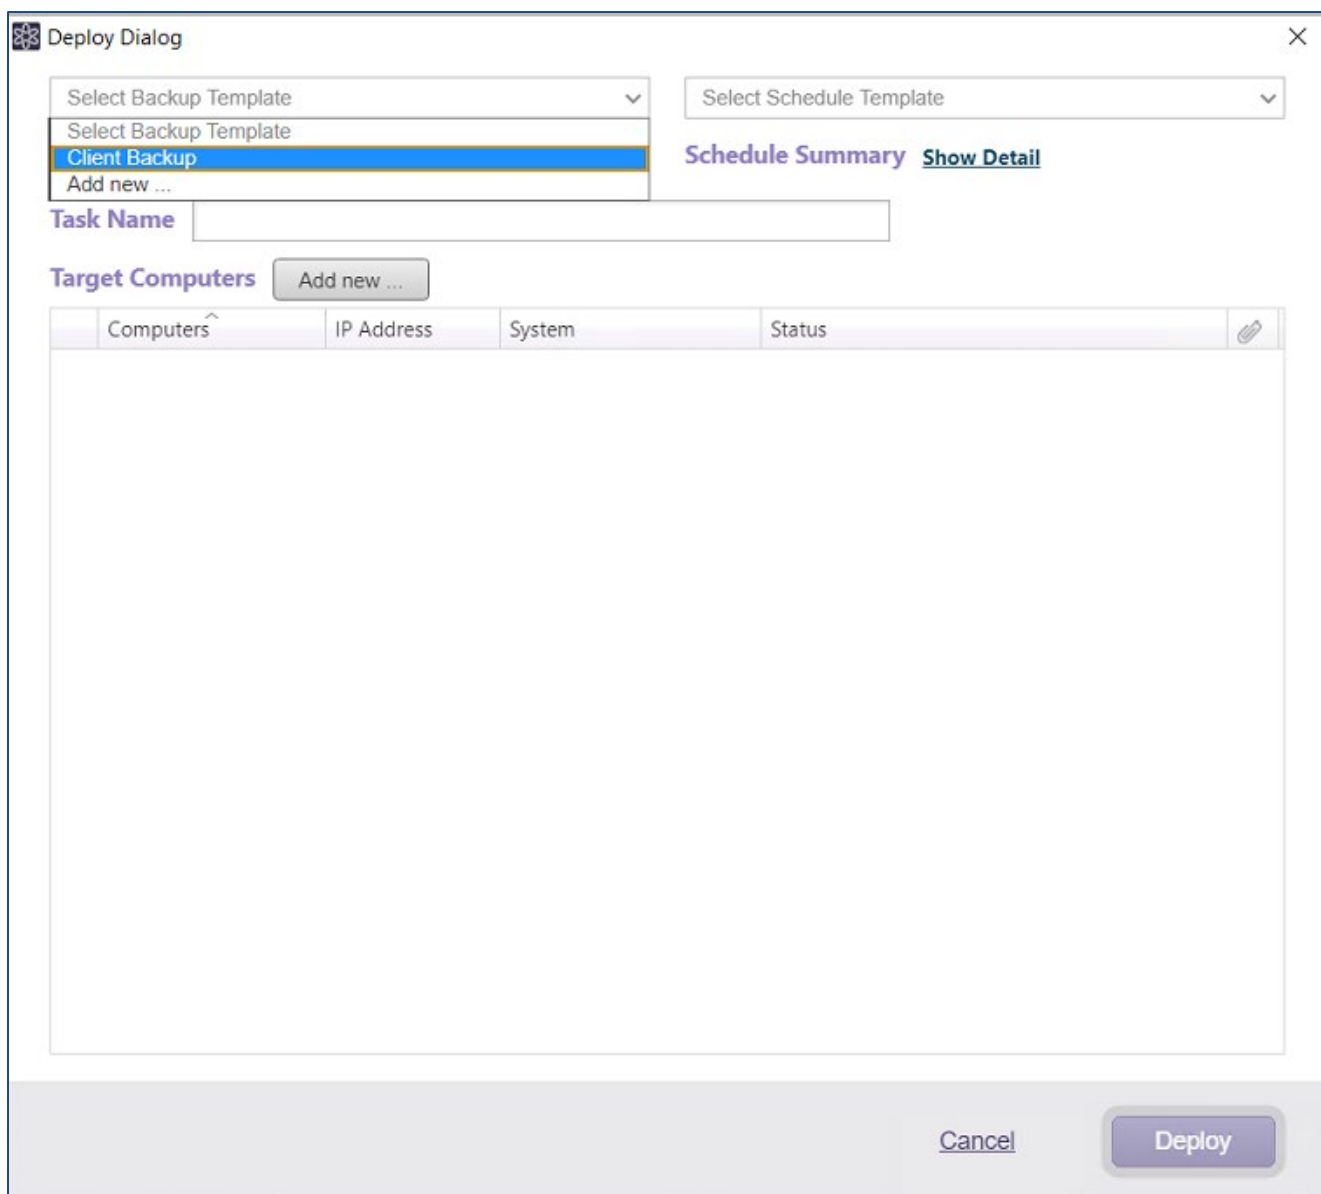 Deploy Dialog
Select Backup Template
Select Schedule Template
Select Backup Template
Client Backup
Add new ...
Schedule Summary Show Detail
Task Name
Target Computers Add new ...
Computers IP Address System Status
Cancel Deploy